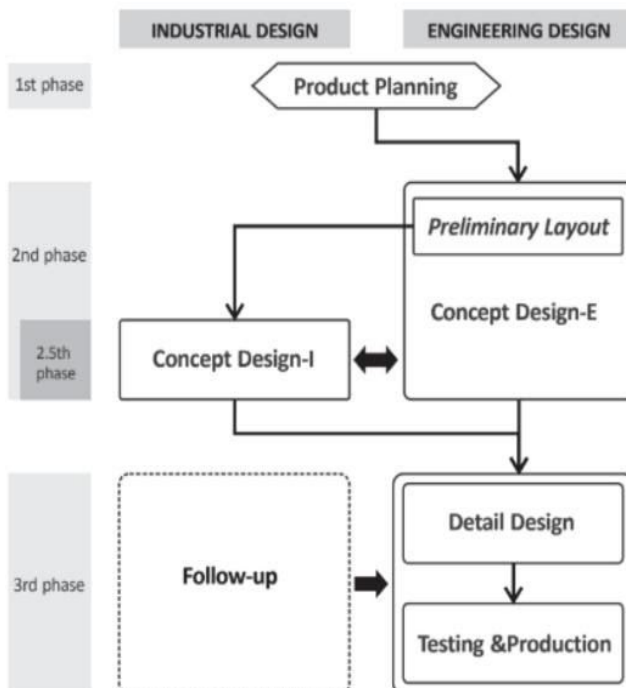 INDUSTRIAL DESIGN
ENGINEERING DESIGN
1st phase
Product Planning
2nd phase
Preliminary Layout
Concept Design-E
2.5th
phase
Concept Design-I
3rd phase
Follow-up
Detail Design
Testing &Production